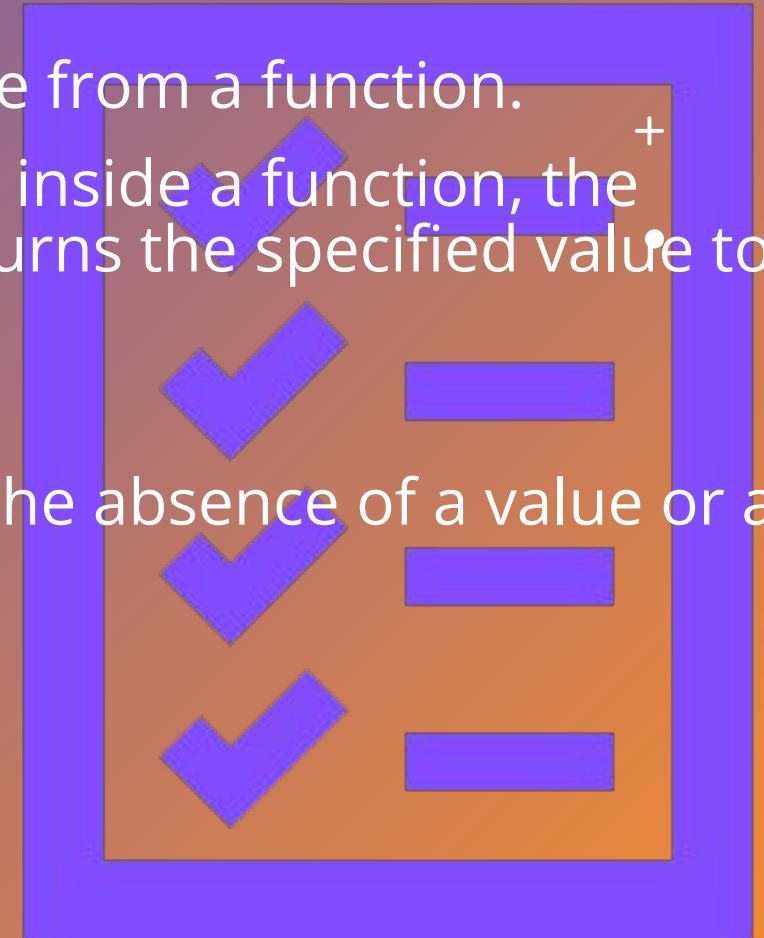 e from a function.
inside a function, the
urns the specified value to
he absence of a value or a